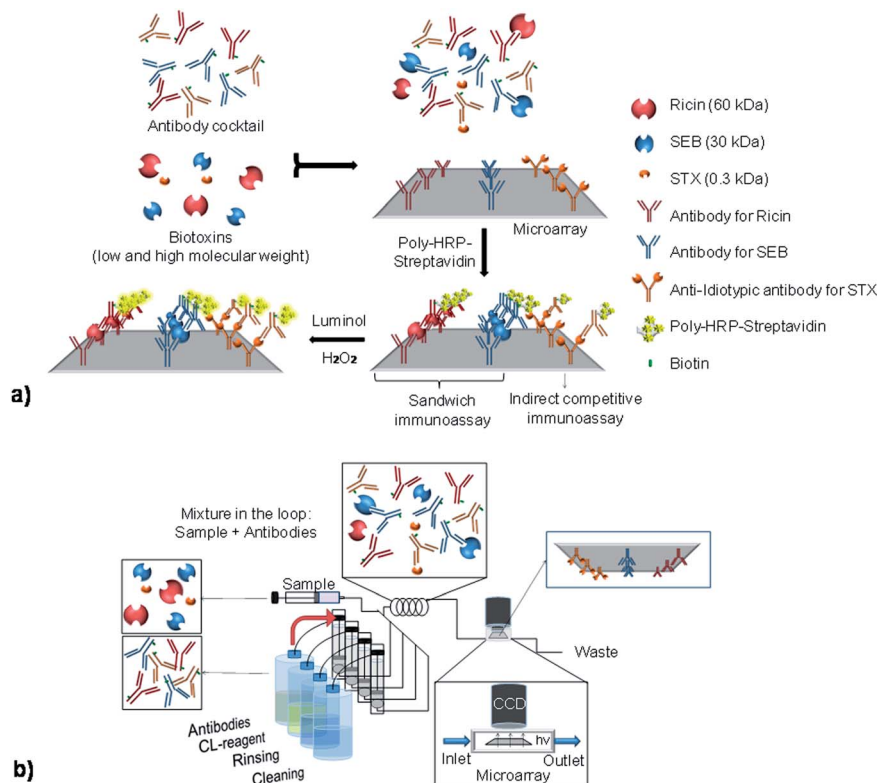 Antibody cocktail
Biotoxins
(low and high molecular weight)
Microarray
Poly-HRP-
Streptavidin
Luminol
H₂O₂
Sandwich
immunoassay
Indirect competitive
immunoassay
Ricin (60 kDa)
SEB (30 kDa)
STX (0.3 kDa)
Antibody for Ricin
Antibody for SEB
Anti-Idiotypic antibody for STX
Poly-HRP-Streptavidin
Biotin
a)
Mixture in the loop:
Sample + Antibodies
Sample
Waste
Antibodies
CL-reagent
Rinsing
Cleaning
CCD
hv
Inlet
Outlet
Microarray
b)